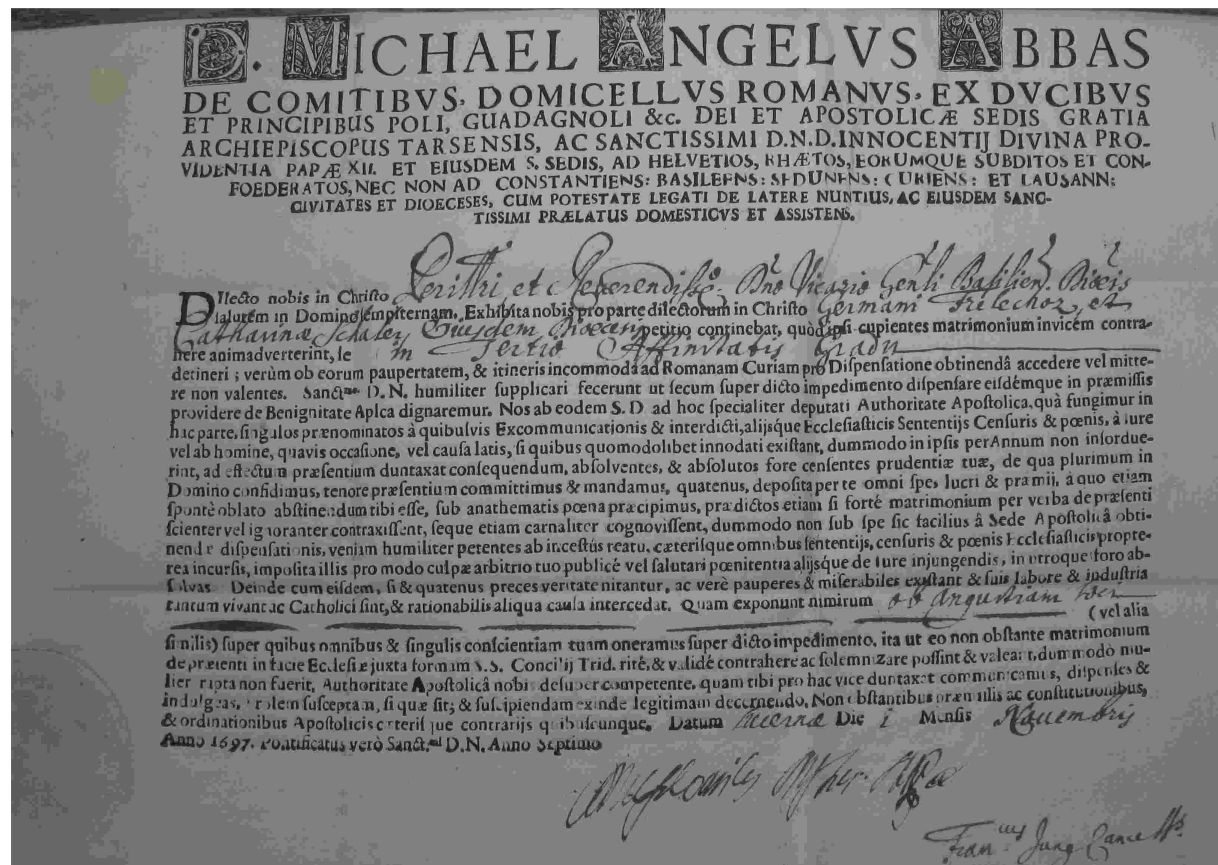 D. MICHAEL ANGELVS ABBAS
DE COMITIBVS, DOMICELLVS ROMANVS, EX DVCIBVS
ET PRINCIPIBUS POLI, GUADAGNOLI &c. DEI ET APOSTOLICÆ SEDIS GRATIA
ARCHIEPISCOPUS TARSENSIS, AC SANCTISSIMI D.N.D. INNOCENTIJ DIVINA PRO-
VIDENTIA PAPÆ XII. ET EIUSDEM S. SEDIS, AD HELVETIOS, RHÆTOS, EORUMQUE SUBDITOS ET CON-
FOEDERATOS, NEC NON AD CONSTANTIENS: BASILEENS: SEDUNENS: CURIENS: ET LAUSANN:
CIVITATES ET DIOECESES, CUM POTESTATE LEGATI DE LATERE NUNTIUS, AC EIUSDEM SANC-
TISSIMI PRÆLATUS DOMESTICVS ET ASSISTENS.
DIlecto nobis in Christo Perillri et Reverendisso. Dno Vicario Genli Basilien. Diœcis
salutem in Domino sempiternam. Exhibita nobis pro parte dilectorum in Christo Germani et
Catharinæ Schaler Eiusdem Diœcen petitio continebat, quòd ipsi cupientes matrimonium invicem contra-
here animadverterint, se in Tertio Affinitatis Gradu
detineri; verùm ob eorum paupertatem, & itineris incommoda ad Romanam Curiam pro Dispensatione obtinendâ accedere vel mitte-
re non valentes. Sanctmo D.N. humiliter supplicari fecerunt ut secum super dicto impedimento dispensare eisdémque in præmissis
providere de Benignitate Aplca dignaremur. Nos ab eodem S. D. ad hoc specialiter deputati Authoritate Apostolica, quà fungimur in
hac parte, singulos prænominatos à quibusvis Excommunicationis & interdicti, alijsque Ecclesiasticis Sententijs Censuris & pœnis, à iure
vel ab homine, quavis occasione, vel causa latis, si quibus quomodolibet innodati existant, dummodo in ipsis per Annum non insordue-
rint, ad effectum præsentium duntaxat consequendum, absolventes, & absolutos fore censentes prudentiæ tuæ, de qua plurimum in
Domino confidimus, tenore præsentium committimus & mandamus, quatenus, deposita per te omni spe, lucri & præmij, à quo etiam
spontè oblato abstinendum tibi esse, sub anathematis pœna præcipimus, prædictos etiam si fortè matrimonium per verba de præsenti
scienter vel ignoranter contraxissent, seque etiam carnaliter cognovissent, dummodo non sub spe sic facilius â Sede Apostolicâ obti-
nendæ dispensationis, veniam humiliter petentes ab incestùs reatu, cæterisque omnibus sententijs, censuris & pœnis Ecclesiasticis propte-
rea incursis, imposita illis pro modo culpæ arbitrio tuo publicè vel salutari pœnitentia alijsque de Iure injungendis, in utroque foro ab-
solvas. Deinde cum eisdem, si & quatenus preces veritate nitantur, ac verè pauperes & miserabiles existant & suis labore & industria
tantum vivant ac Catholici sint, & rationabilis aliqua causa intercedat. Quam exponunt nimirum ob angustiam loci
(vel alia
similis) super quibus omnibus & singulis conscientiam tuam oneramus super dicto impedimento, ita ut eo non obstante matrimonium
de præsenti in facie Ecclesiæ juxta formam S.S. Concilij Trid. ritè, & validè contrahere ac solemnizare possint & valeant, dummodò mu-
lier rapta non fuerit, Authoritate Apostolicâ nobis desuper competente, quam tibi pro hac vice duntaxat communicamus, dispenses &
indulgeas, prolem susceptam, si quæ sit; & suscipiendam exinde legitimam decernendo, Non obstantibus præmissis ac constitutionibus,
& ordinationibus Apostolicis cæterisque contrarijs quibuscunque. Datum Lucernæ Die i Mensis Nouembris
Anno 1697. Pontificatus verò Sanct.mi D.N. Anno Septimo
Fran.cus Jung Cance